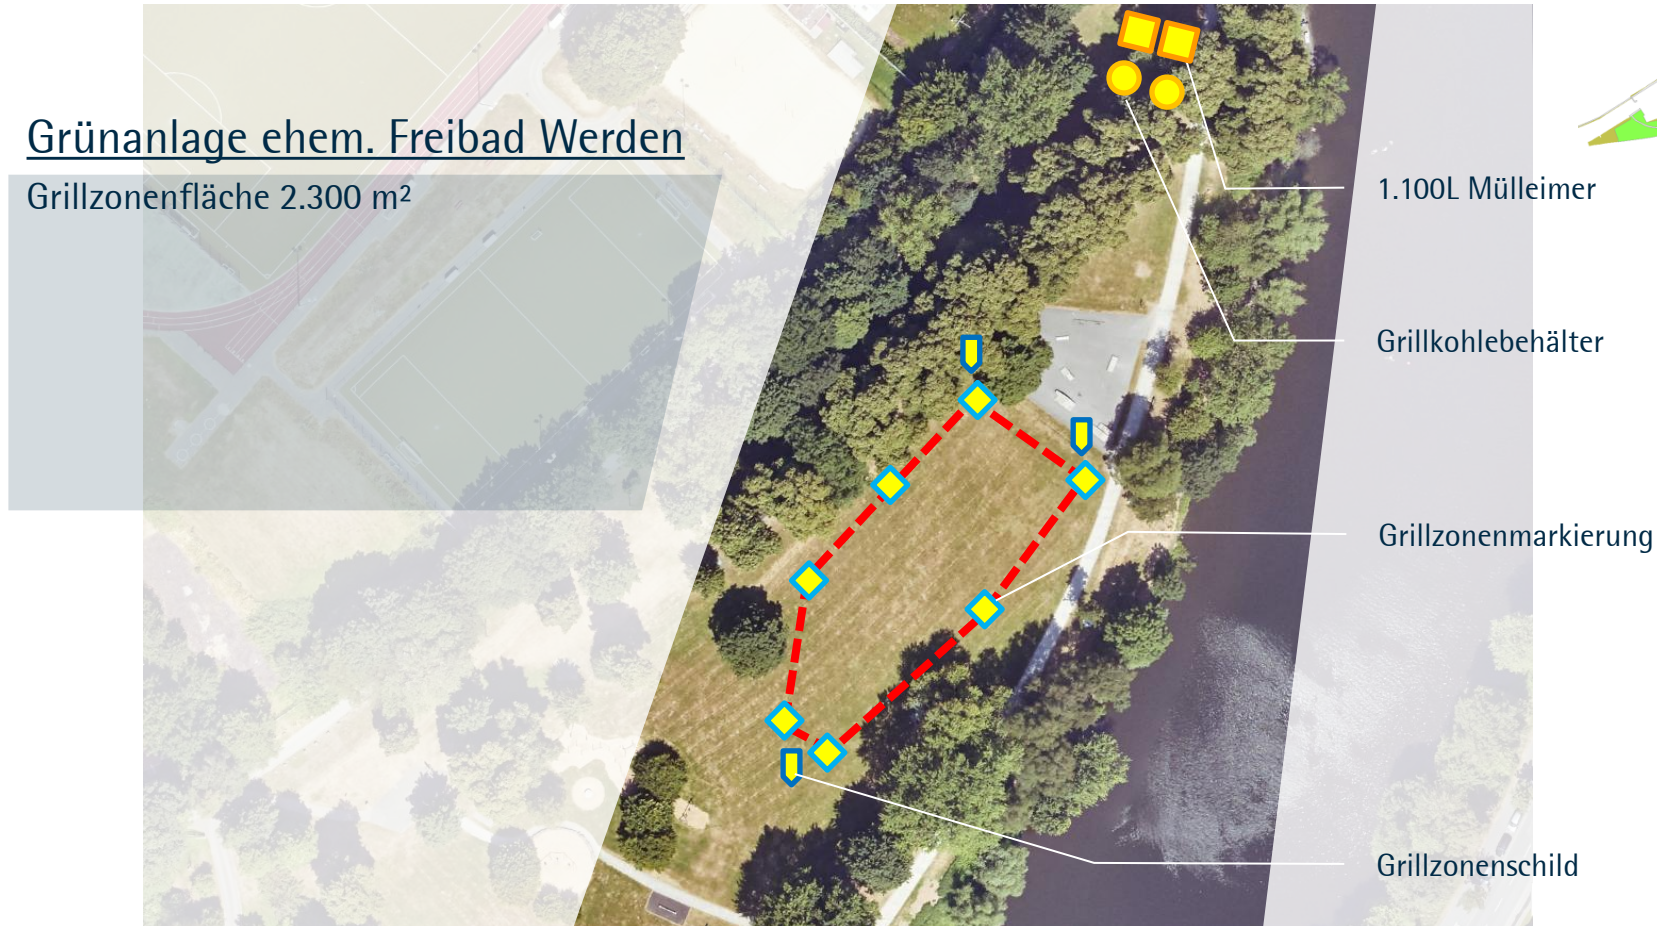 Grünanlage ehem. Freibad Werden
Grillzonenfläche 2.300 m²
1.100L Mülleimer
Grillkohlebehälter
Grillzonenmarkierung
Grillzonenschild